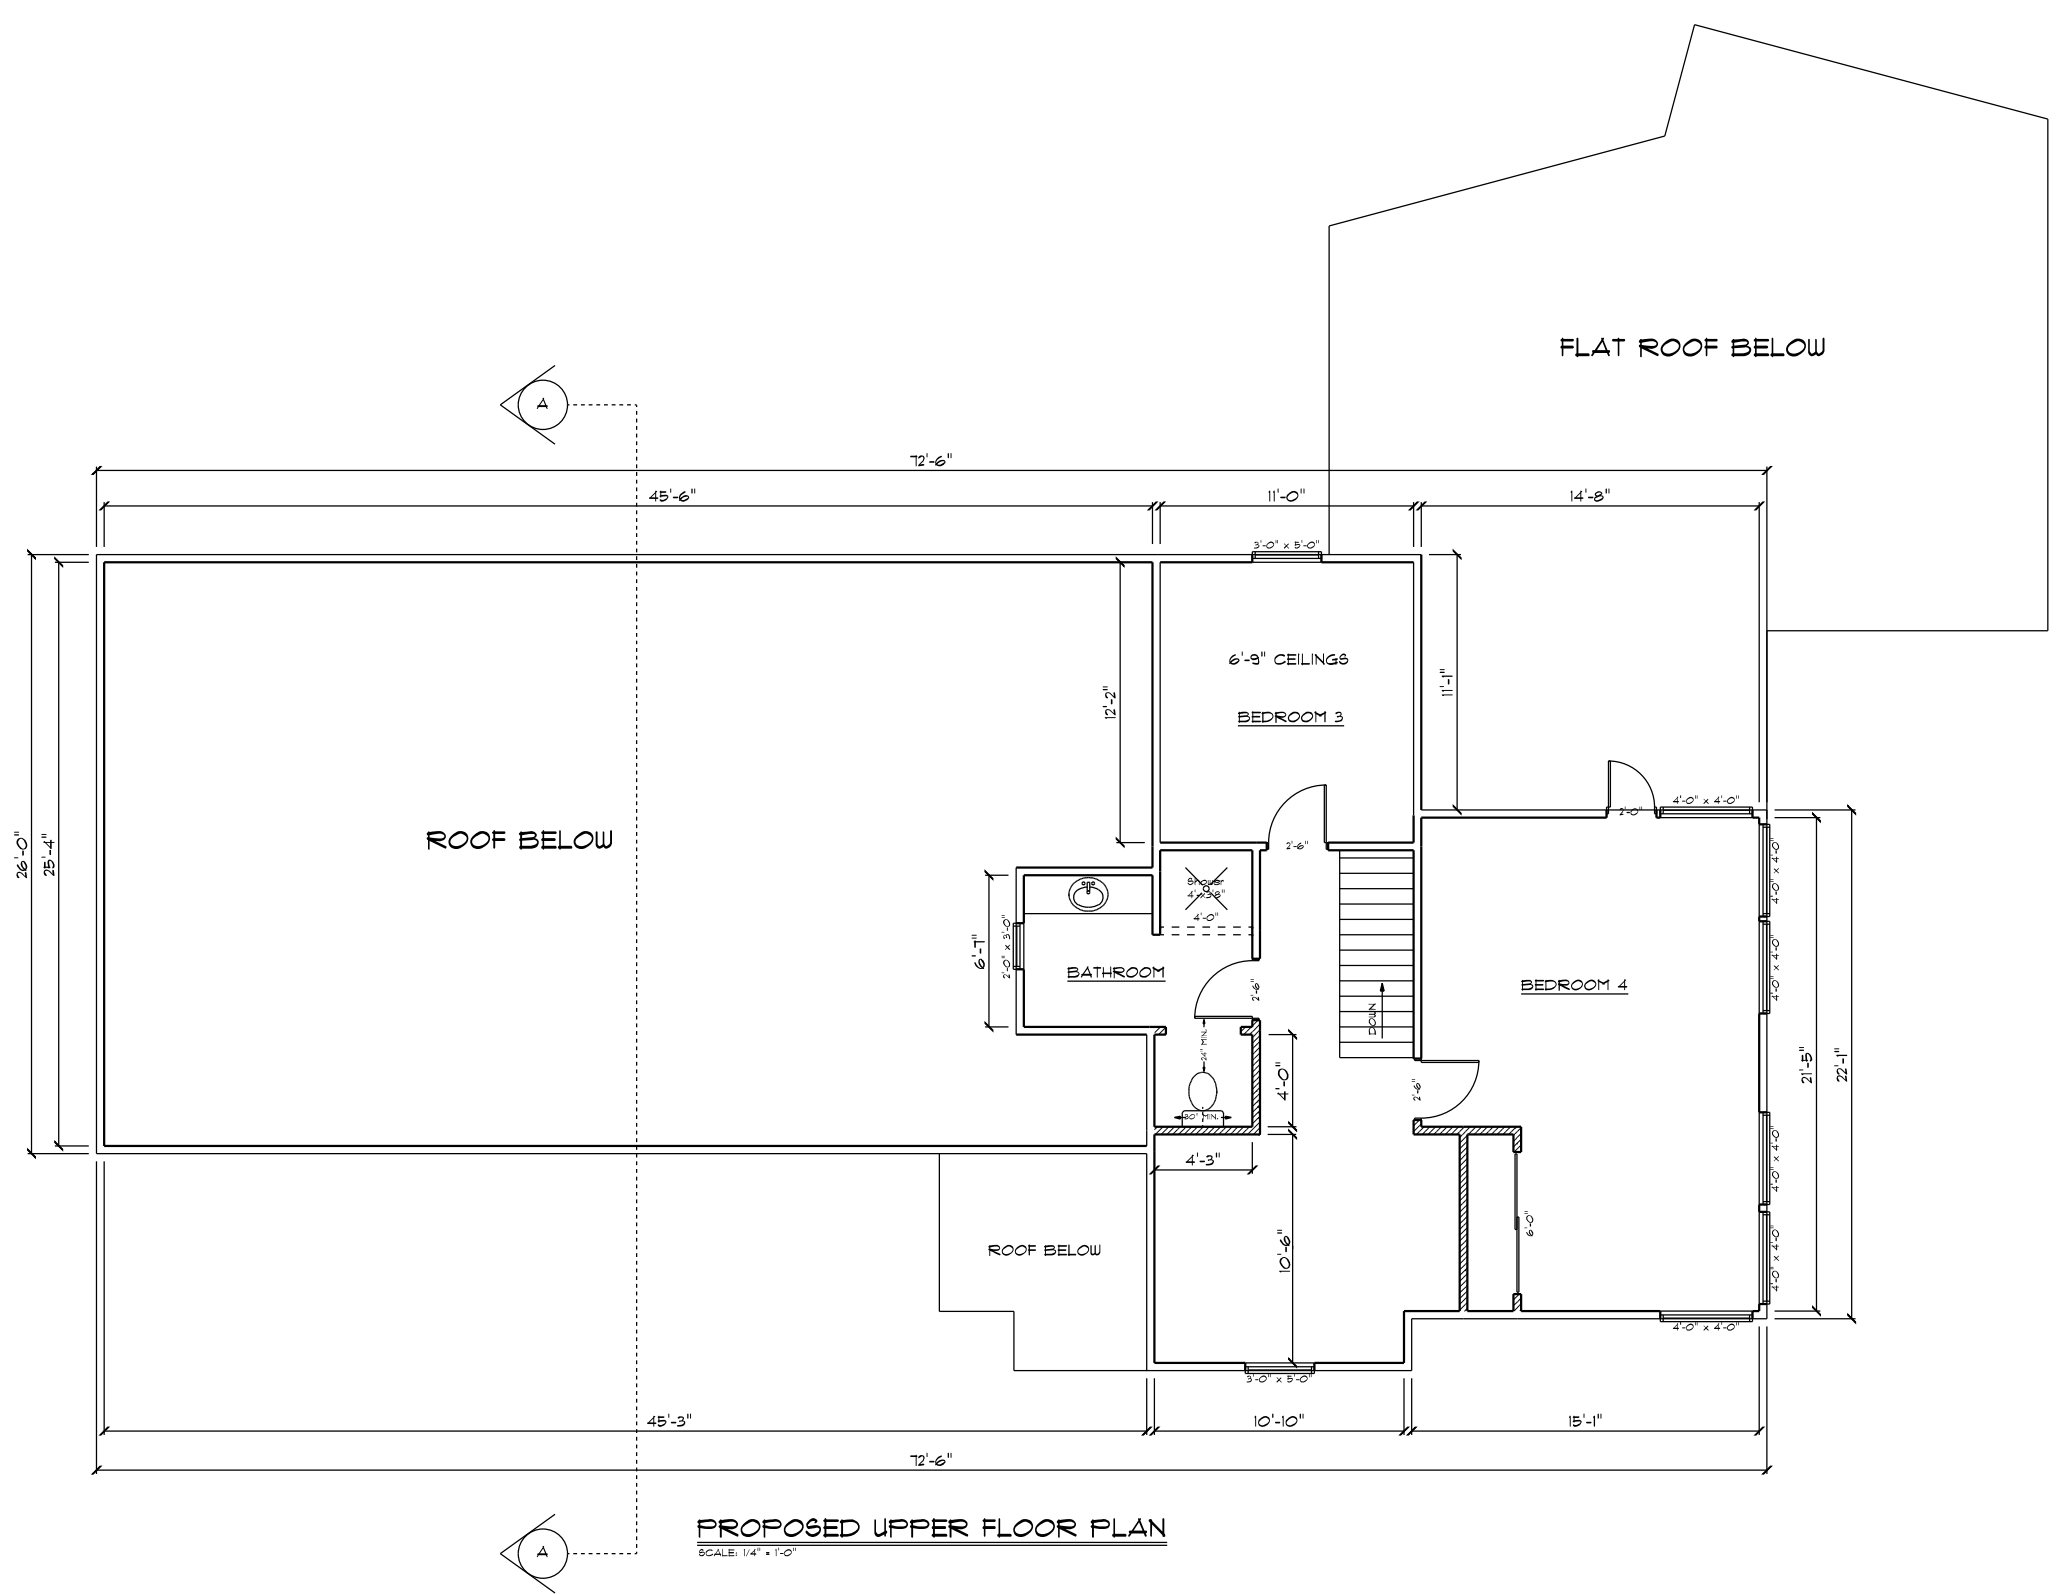 FLAT ROOF BELOW
A
72'-6"
45'-6"
11'-0"
14'-8"
3'-0" x 5'-0"
6'-9" CEILINGS
BEDROOM 3
12'-2"
11'-1"
26'-0"
25'-4"
ROOF BELOW
2'-6"
2'-0"
4'-0" x 4'-0"
4'-0" x 4'-0"
Shower
4'-0"
6'-7"
2'-0" x 3'-0"
BATHROOM
2'-6"
DOWN
BEDROOM 4
4'-0" x 4'-0"
24" MIN.
30" MIN.
4'-0"
2'-6"
21'-5"
22'-1"
4'-3"
4'-0" x 4'-0"
10'-6"
6'-0"
ROOF BELOW
4'-0" x 4'-0"
4'-0" x 4'-0"
3'-0" x 5'-0"
45'-3"
10'-10"
15'-1"
72'-6"
PROPOSED UPPER FLOOR PLAN
SCALE: 1/4" = 1'-0"
A